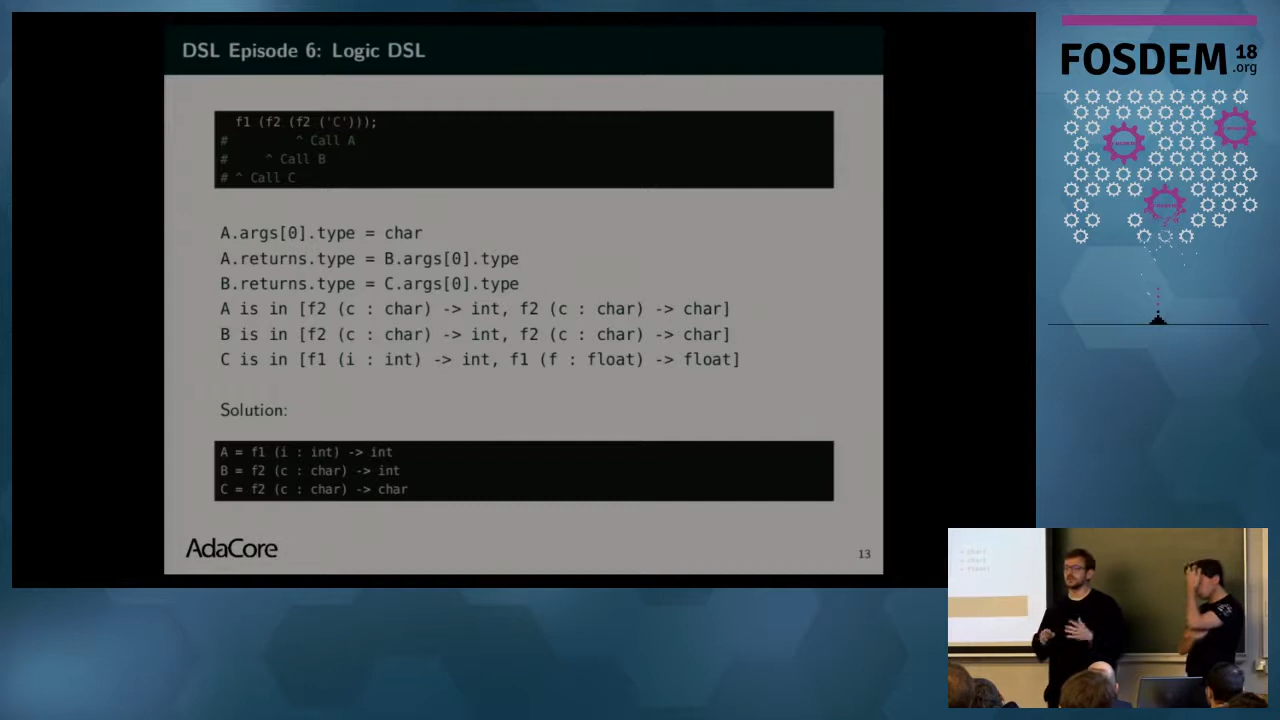 DSL Episode 6: Logic DSL
f1 (f2 (f2 ('C')));
# ^ Call A
# ^ Call B
# ^ Call C
A.args[0].type = char
A.returns.type = B.args[0].type
B.returns.type = C.args[0].type
A is in [f2 (c : char) -> int, f2 (c : char) -> char]
B is in [f2 (c : char) -> int, f2 (c : char) -> char]
C is in [f1 (i : int) -> int, f1 (f : float) -> float]
Solution:
A = f1 (i : int) -> int
B = f2 (c : char) -> int
C = f2 (c : char) -> char
AdaCore
13
FOSDEM 18
.org